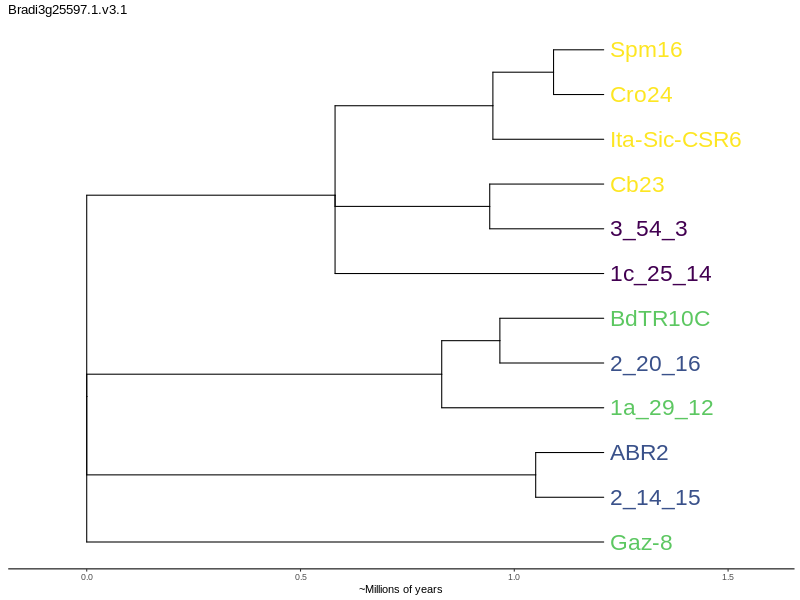 Bradi3g25597.1.v3.1
Spm16
Cro24
Ita-Sic-CSR6
Cb23
3_54_3
1c_25_14
BdTR10C
2_20_16
1a_29_12
ABR2
2_14_15
Gaz-8
0.0 0.5 1.0 1.5
~Millions of years